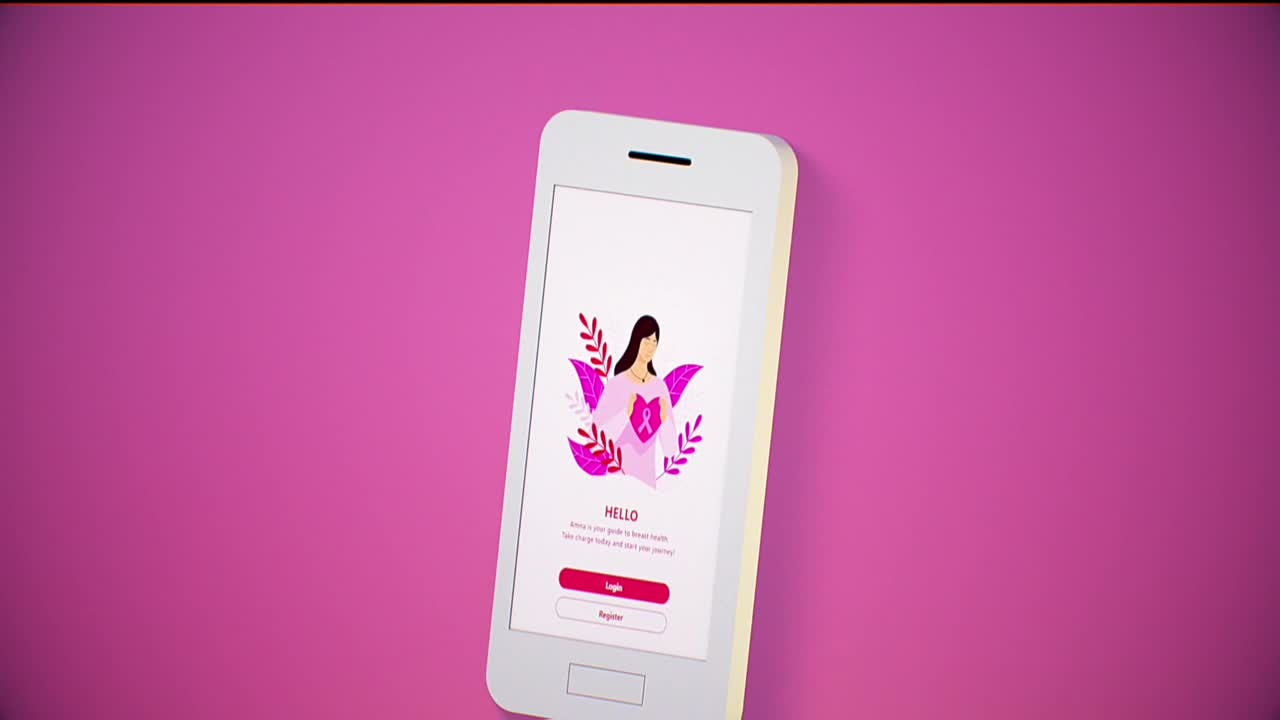 HELLO
Amna is your guide to breast health.
Take charge today and start your journey!
Login
Register